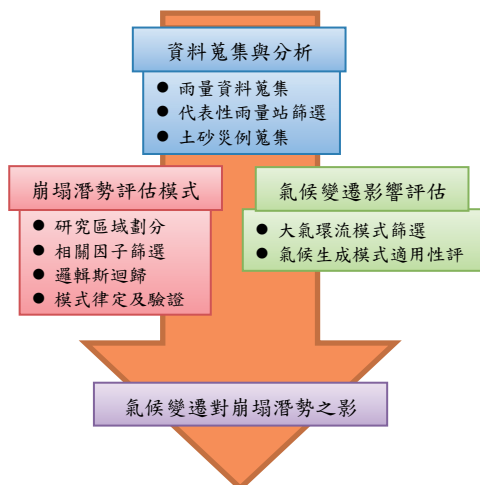 資料蒐集與分析
● 雨量資料蒐集
● 代表性雨量站篩選
● 土砂災例蒐集
崩塌潛勢評估模式
● 研究區域劃分
● 相關因子篩選
● 邏輯斯迴歸
● 模式律定及驗證
氣候變遷影響評估
● 大氣環流模式篩選
● 氣候生成模式適用性評
氣候變遷對崩塌潛勢之影